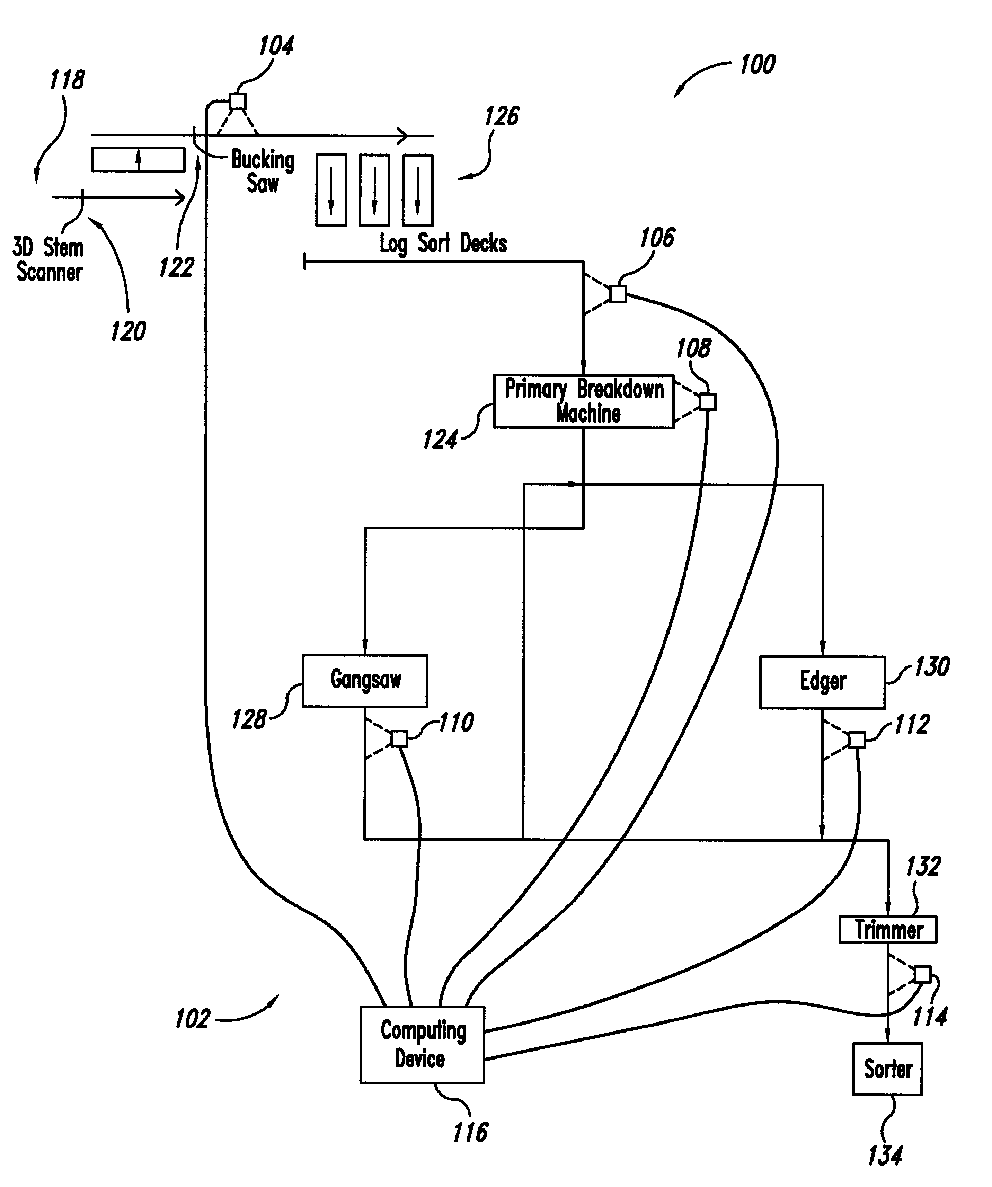 104
118
100
126
Bucking
Saw
3D Stem
Scanner
122
Log Sort Decks
106
120
108
Primary Breakdown
Machine
124
Gangsaw
Edger
130
128
110
112
132
Trimmer
102
114
Computing
Device
Sorter
116
134